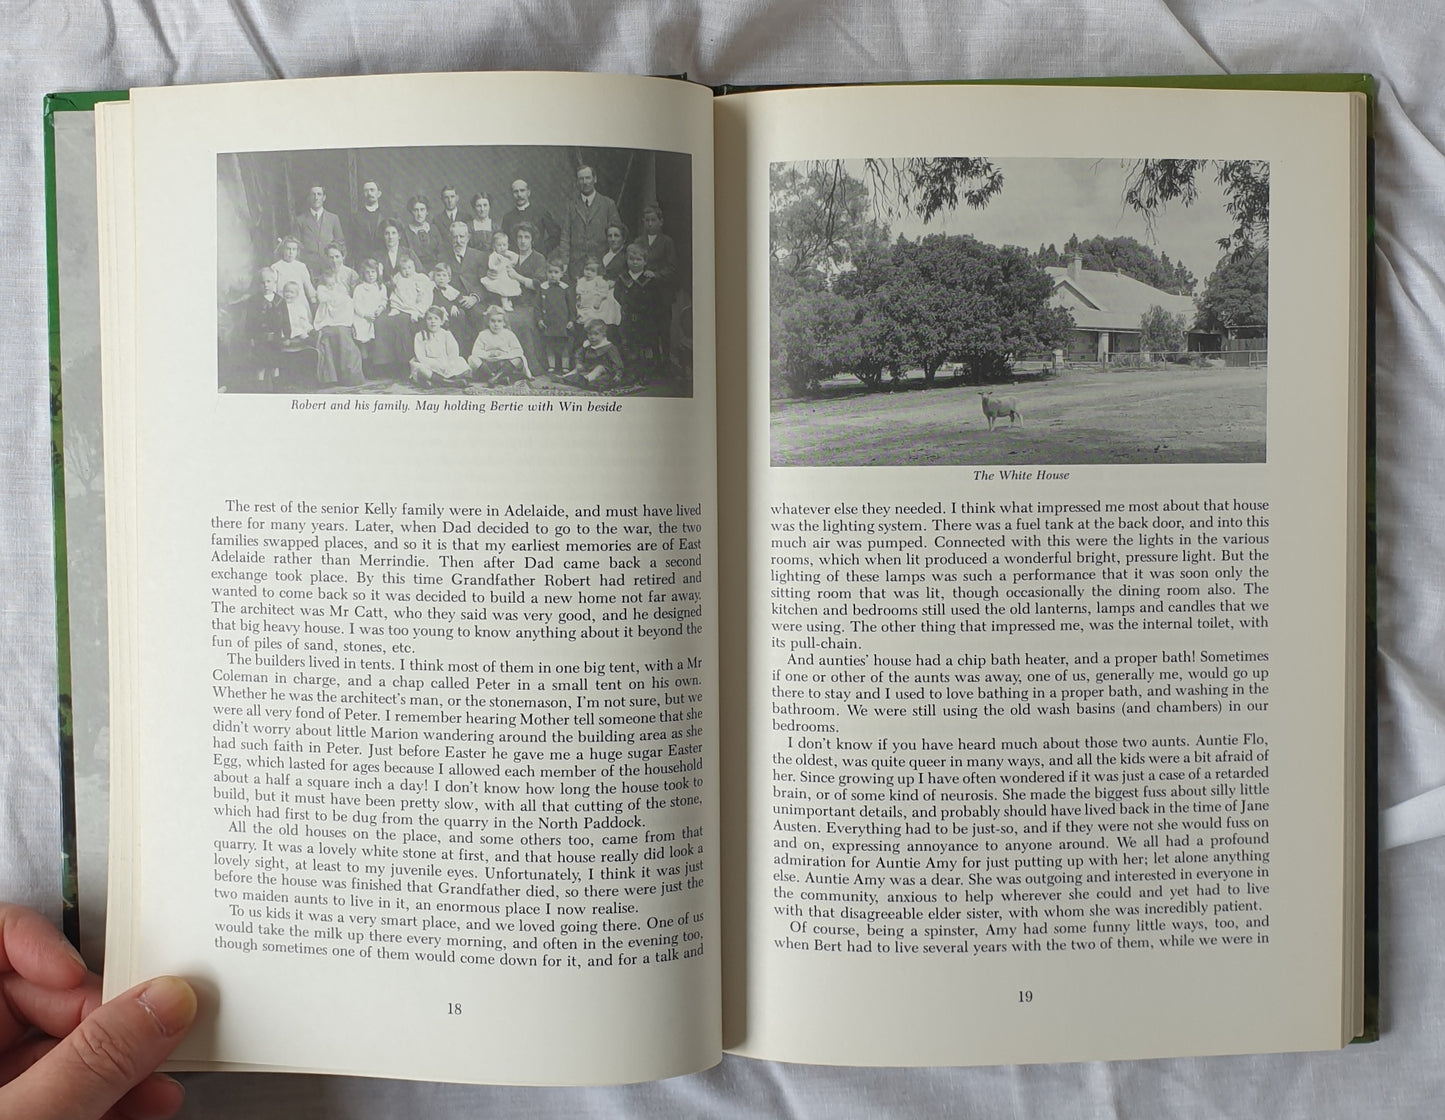 Robert and his family. May holding Bertie with Win beside
The rest of the senior Kelly family were in Adelaide, and must have lived
there for many years. Later, when Dad decided to go to the war, the two
families swapped places, and so it is that my earliest memories are of East
Adelaide rather than Merrindie. Then after Dad came back a second
exchange took place. By this time Grandfather Robert had retired and
wanted to come back so it was decided to build a new home not far away.
The architect was Mr Catt, who they said was very good, and he designed
that big heavy house. I was too young to know anything about it beyond the
fun of piles of sand, stones, etc.
The builders lived in tents. I think most of them in one big tent, with a Mr
Coleman in charge, and a chap called Peter in a small tent on his own.
Whether he was the architect's man, or the stonemason, I'm not sure, but we
were all very fond of Peter. I remember hearing Mother tell someone that she
didn't worry about little Marion wandering around the building area as she
had such faith in Peter. Just before Easter he gave me a huge sugar Easter
Egg, which lasted for ages because I allowed each member of the household
about a half a square inch a day! I don't know how long the house took to
build, but it must have been pretty slow, with all that cutting of the stone,
which had first to be dug from the quarry in the North Paddock.
All the old houses on the place, and some others too, came from that
quarry. It was a lovely white stone at first, and that house really did look a
lovely sight, at least to my juvenile eyes. Unfortunately, I think it was just
before the house was finished that Grandfather died, so there were just the
two maiden aunts to live in it, an enormous place I now realise.
To us kids it was a very smart place, and we loved going there. One of us
would take the milk up there every morning, and often in the evening too,
though sometimes one of them would come down for it, and for a talk and
18
The White House
whatever else they needed. I think what impressed me most about that house
was the lighting system. There was a fuel tank at the back door, and into this
much air was pumped. Connected with this were the lights in the various
rooms, which when lit produced a wonderful bright, pressure light. But the
lighting of these lamps was such a performance that it was soon only the
sitting room that was lit, though occasionally the dining room also. The
kitchen and bedrooms still used the old lanterns, lamps and candles that we
were using. The other thing that impressed me, was the internal toilet, with
its pull-chain.
And aunties' house had a chip bath heater, and a proper bath! Sometimes
if one or other of the aunts was away, one of us, generally me, would go up
there to stay and I used to love bathing in a proper bath, and washing in the
bathroom. We were still using the old wash basins (and chambers) in our
bedrooms.
I don't know if you have heard much about those two aunts. Auntie Flo,
the oldest, was quite queer in many ways, and all the kids were a bit afraid of
her. Since growing up I have often wondered if it was just a case of a retarded
brain, or of some kind of neurosis. She made the biggest fuss about silly little
unimportant details, and probably should have lived back in the time of Jane
Austen. Everything had to be just-so, and if they were not she would fuss on
and on, expressing annoyance to anyone around. We all had a profound
admiration for Auntie Amy for just putting up with her; let alone anything
else. Auntie Amy was a dear. She was outgoing and interested in everyone in
the community, anxious to help wherever she could and yet had to live
with that disagreeable elder sister, with whom she was incredibly patient.
Of course, being a spinster, Amy had some funny little ways, too, and
when Bert had to live several years with the two of them, while we were in
19